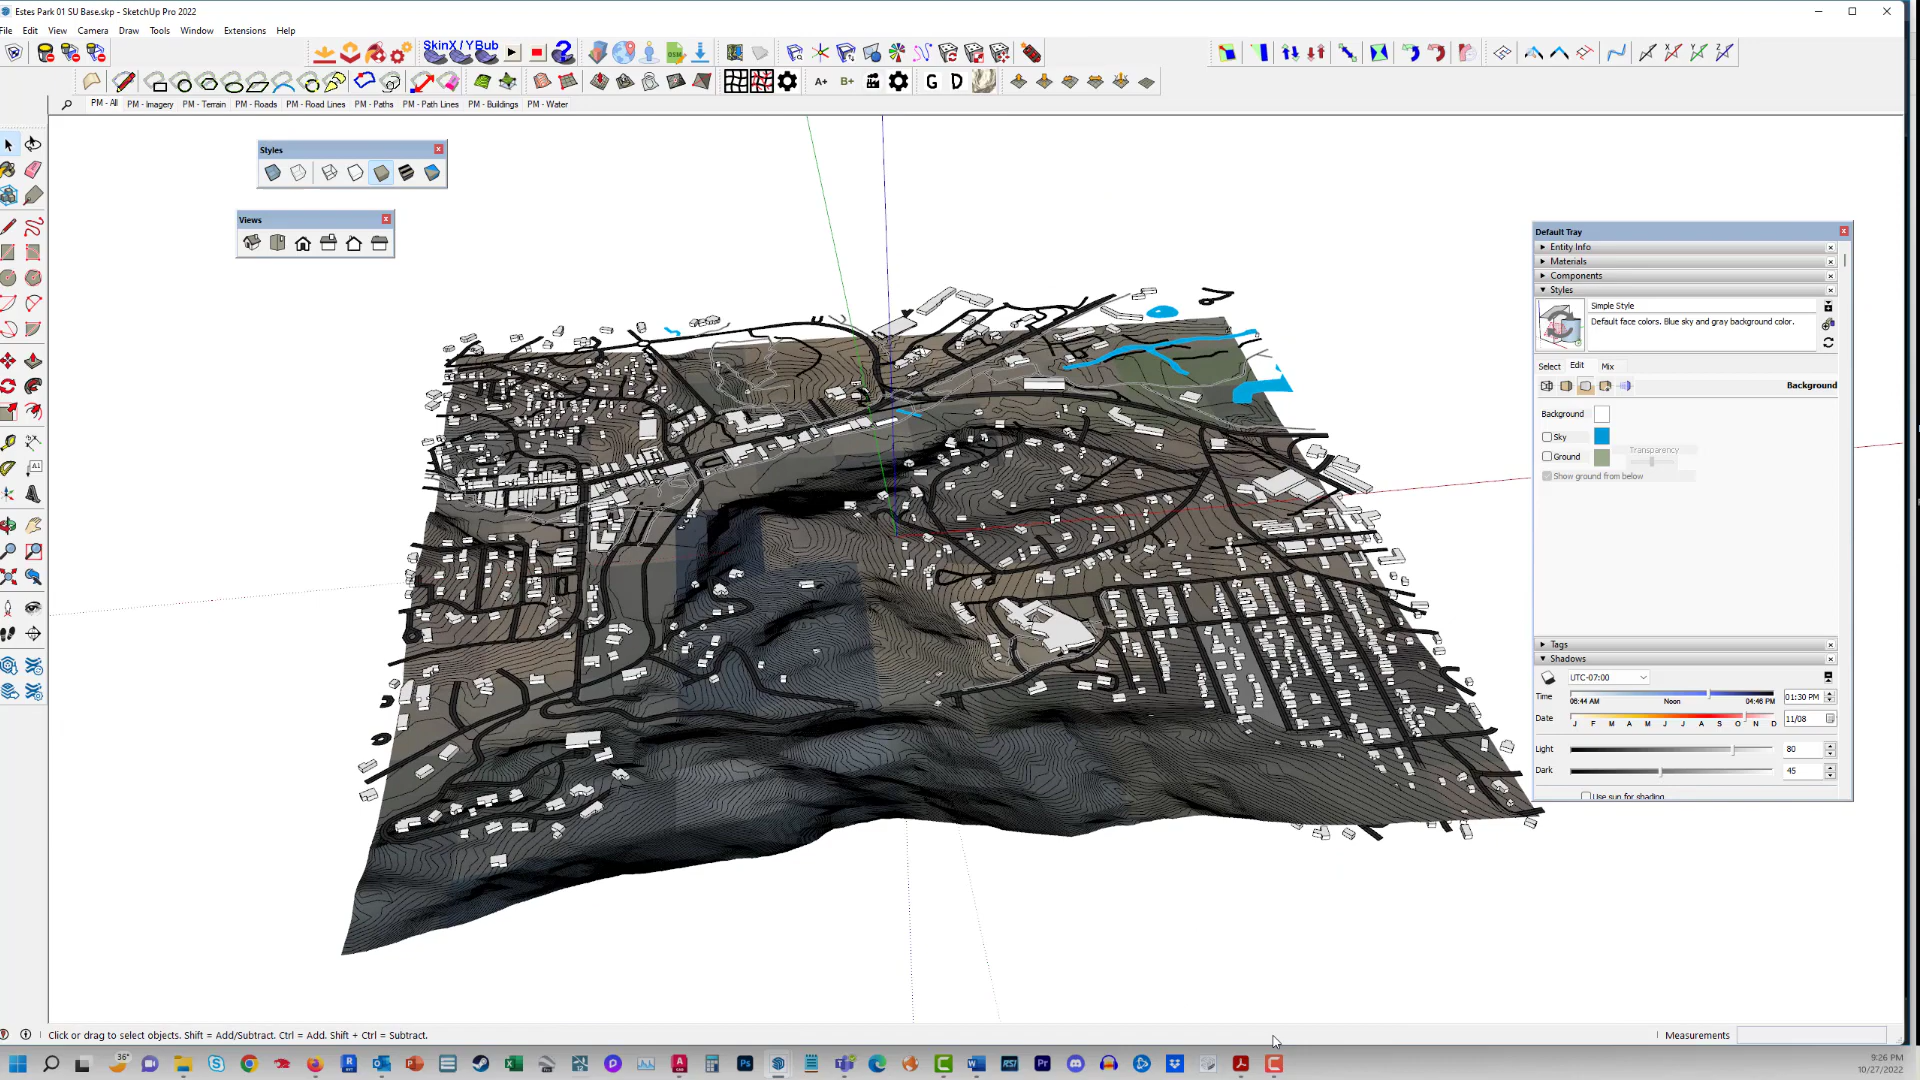 Estes Park 01 SU Base.skp - SketchUp Pro 2022
File Edit View Camera Draw Tools Window Extensions Help
SkinX / YBub
A+ B+ G D
PM - All PM - Imagery PM - Terrain PM - Roads PM - Road Lines PM - Paths PM - Path Lines PM - Buildings PM - Water
Styles
Views
Default Tray
Entity Info
Materials
Components
Styles
Simple Style
Default face colors. Blue sky and gray background color.
Select Edit Mix
Background
Background
Sky
Transparency
Ground
Show ground from below
Tags
Shadows
UTC-07:00
Time 01:30 PM
06:44 AM Noon 04:46 PM
Date 11/08
J F M A M J J A S O N D
Light 80
Dark 45
Use sun for shading
Click or drag to select objects. Shift = Add/Subtract. Ctrl = Add. Shift + Ctrl = Subtract.
Measurements
36°
9:26 PM
10/27/2022